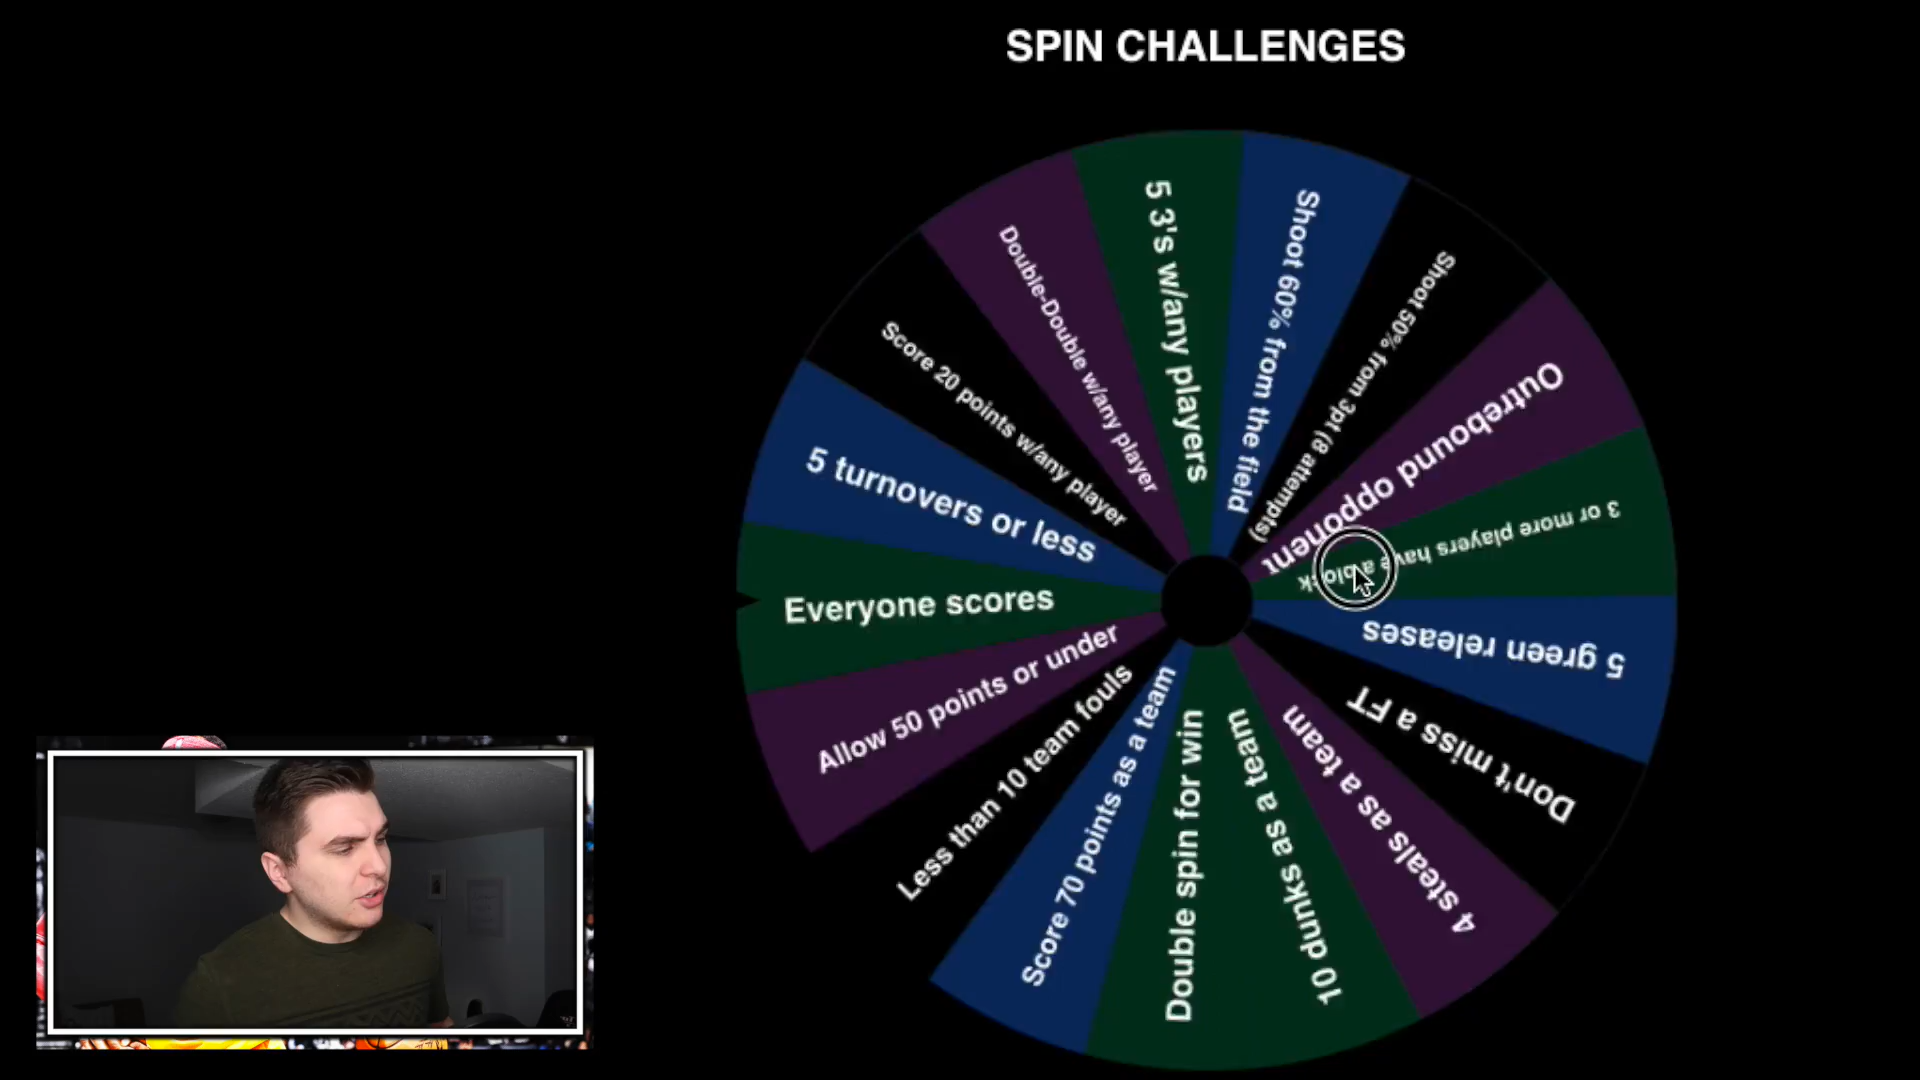 SPIN CHALLENGES
5 3's w/any players
Shoot 60% from the field
Shoot 50% from 3pt (8 attempts)
Outrebound opponent
3 or more players have a block
5 green releases
Don't miss a FT
4 steals as a team
10 dunks as a team
Double spin for win
Score 70 points as a team
Less than 10 team fouls
Allow 50 points or under
Everyone scores
5 turnovers or less
Score 20 points w/any player
Double-Double w/any player